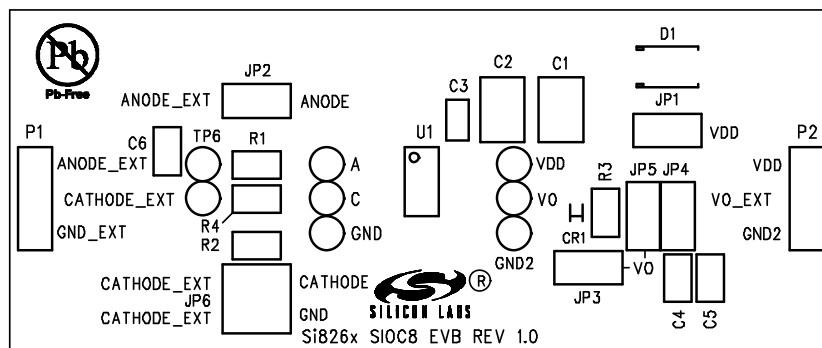 Pb
Pb-Free
JP2
ANODE_EXT
ANODE
P1
C6
TP6
R1
ANODE_EXT
CATHODE_EXT
GND_EXT
R4
R2
A
C
GND
CATHODE_EXT
CATHODE
JP6
CATHODE_EXT
GND
U1
C3
C2
C1
D1
JP1
VDD
P2
VDD
VO
GND2
R3
JP5
JP4
CR1
VDD
VO_EXT
GND2
VO
JP3
C4
C5
SILICON LABS
®
Si826x SIOC8 EVB REV 1.0